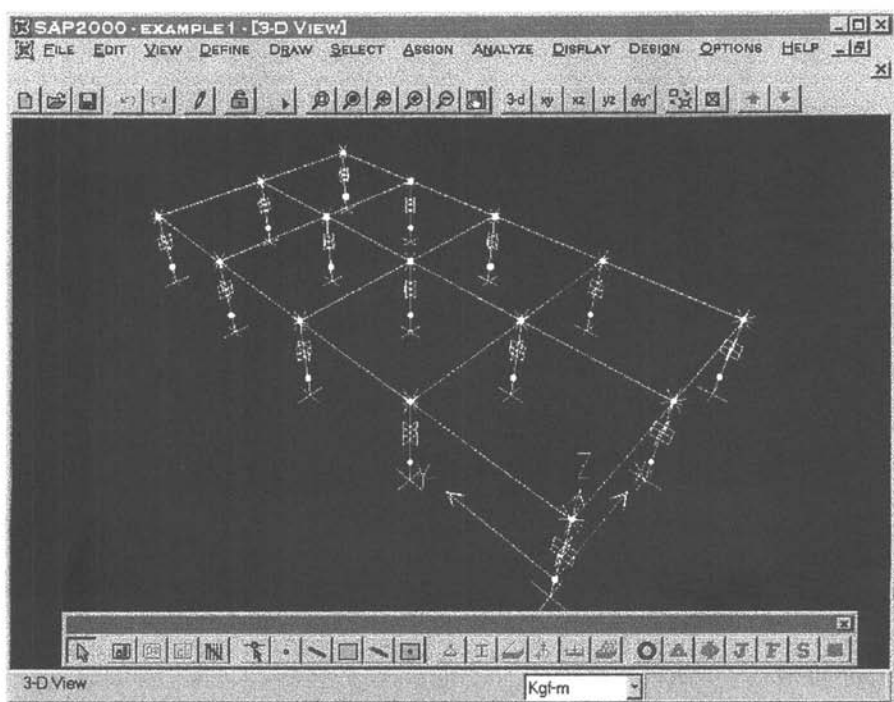 SAP2000 - EXAMPLE1 - [3-D VIEW]
FILE EDIT VIEW DEFINE DRAW SELECT ASSIGN ANALYZE DISPLAY DESIGN OPTIONS HELP
3-d xy xz yz
Z
Y
X
J F S
3-D View
Kgf-m